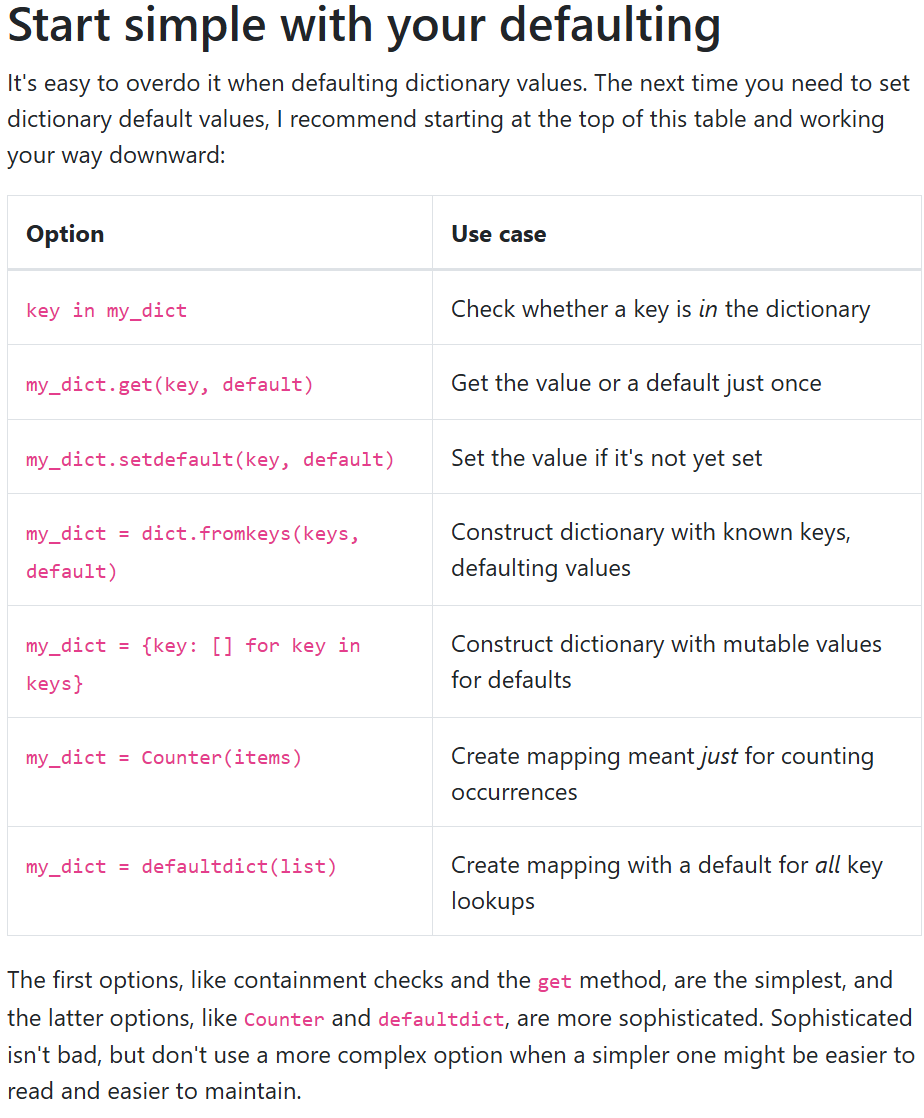 Start simple with your defaulting
It's easy to overdo it when defaulting dictionary values. The next time you need to set
dictionary default values, I recommend starting at the top of this table and working
your way downward:
Option
Use case
key in my_dict
Check whether a key is in the dictionary
my_dict.get(key, default)
Get the value or a default just once
my_dict.setdefault(key, default)
Set the value if it's not yet set
my_dict = dict.fromkeys(keys,
default)
Construct dictionary with known keys,
defaulting values
my_dict = {key: [] for key in
keys}
Construct dictionary with mutable values
for defaults
my_dict = Counter(items)
Create mapping meant just for counting
occurrences
my_dict = defaultdict(list)
Create mapping with a default for all key
lookups
The first options, like containment checks and the get method, are the simplest, and
the latter options, like Counter and defaultdict, are more sophisticated. Sophisticated
isn't bad, but don't use a more complex option when a simpler one might be easier to
read and easier to maintain.